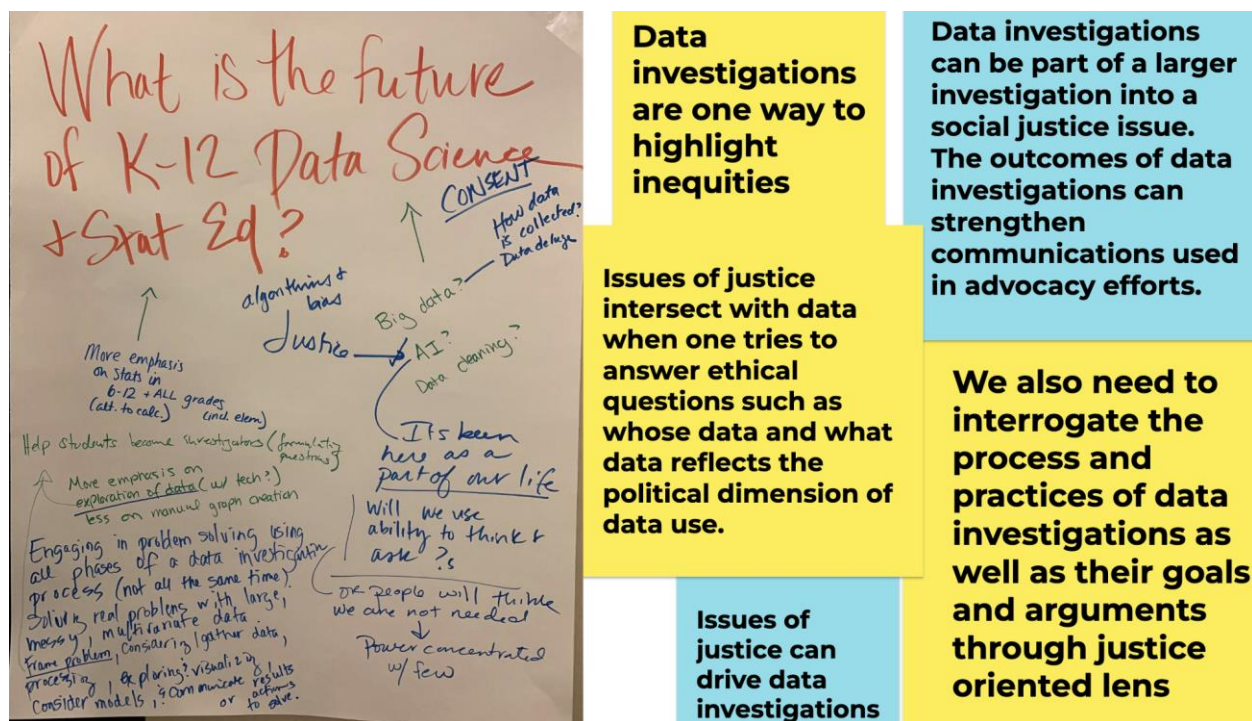 What is the future
of K-12 Data Science
+ Stat Ed?
CONSENT
How data
is collected?
Data deluge
algorithms +
bias
Justice
Big data?
AI?
Data cleaning?
More emphasis
on stats in
6-12 + ALL grades
(alt. to calc.) (incl. elem)
Help students become investigators (formulating
questions)
More emphasis on
exploration of data (w/ tech?)
less on manual graph creation
Engaging in problem solving using
all phases of a data investigation
process (not all the same time).
Solving real problems with large,
messy, multivariate data
Frame problem, Considering/gather data,
processing, exploring & visualizing
Consider models, & Communicate results
or actions
to solve.
It's been
here as a
part of our life
Will we use
ability to think +
ask ?s
or people will think
we are not needed
Power concentrated
w/ few
Data
investigations
are one way to
highlight
inequities
Data investigations
can be part of a larger
investigation into a
social justice issue.
The outcomes of data
investigations can
strengthen
communications used
in advocacy efforts.
Issues of justice
intersect with data
when one tries to
answer ethical
questions such as
whose data and what
data reflects the
political dimension of
data use.
We also need to
interrogate the
process and
practices of data
investigations as
well as their goals
and arguments
through justice
oriented lens
Issues of
justice can
drive data
investigations